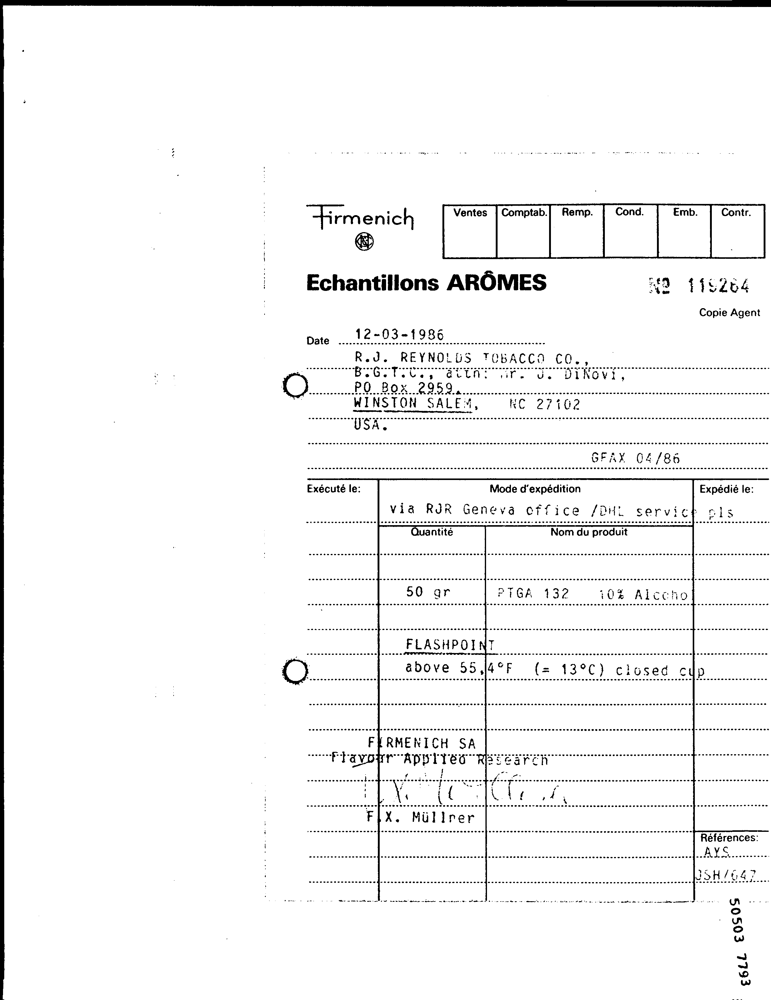 Firmenich
Ventes Comptab. Remp. Cond. Emb. Contr.
Echantillons ARÔMES
Nº
Copie Agent
Date 12-03-1986
R.J. REYNOLDS TOBACCO CO.,
B.G.T.C., attn: Mr. J. DiNovi,
PO Box 2959,
WINSTON SALEM, NC 27102
USA.
GFAX 04/86
Exécuté le: Mode d'expédition Expédié le:
via RJR Geneva office /DHL service pls
Quantité Nom du produit
50 gr PTGA 132 10% Alcohol
FLASHPOINT
above 55,4°F (= 13°C) closed cup
FIRMENICH SA
Flavour Applied Research
F.X. Müllner
Références:
AYS
JSH/647
50503 7793